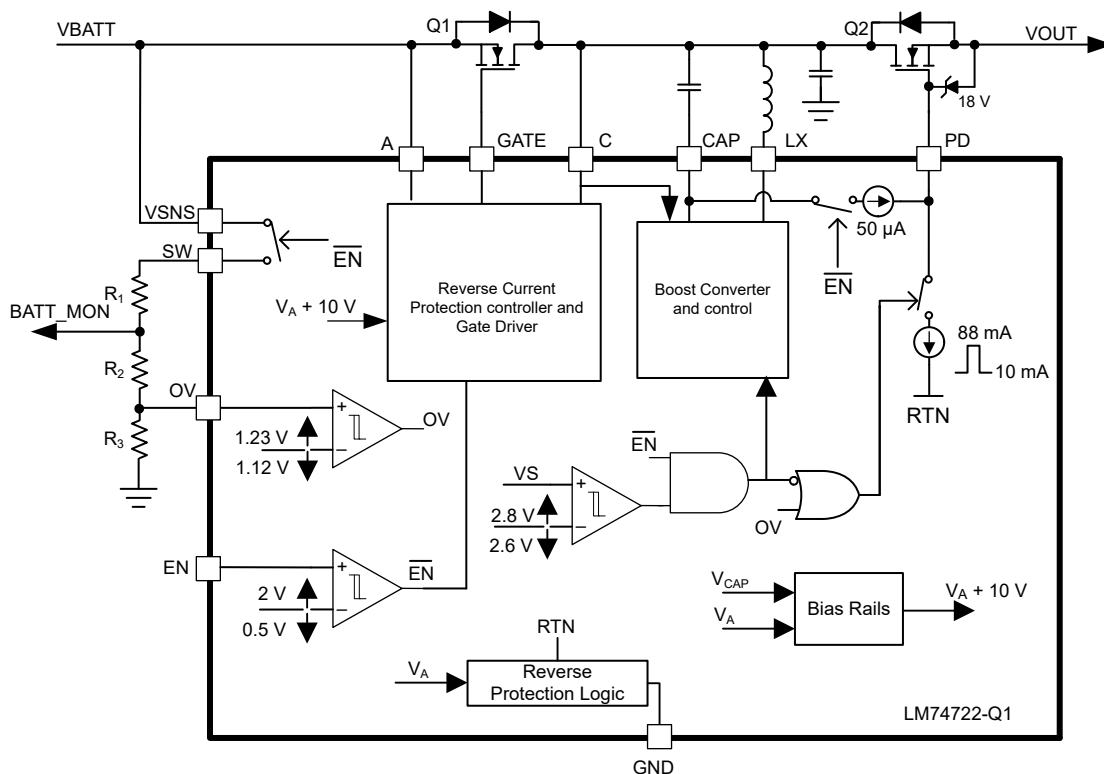 Q1
Q2
VBATT
VOUT
18 V
A
GATE
C
CAP
LX
PD
VSNS
SW
EN
50 µA
EN
R1
BATT_MON
R2
OV
R3
VA + 10 V
Reverse Current
Protection controller and
Gate Driver
Boost Converter
and control
88 mA
10 mA
RTN
+
1.23 V
−
1.12 V
OV
EN
VS
+
2.8 V
−
2.6 V
OV
EN
+
2 V
−
0.5 V
EN
VCAP
VA
Bias Rails
VA + 10 V
RTN
VA
Reverse
Protection Logic
LM74722-Q1
GND